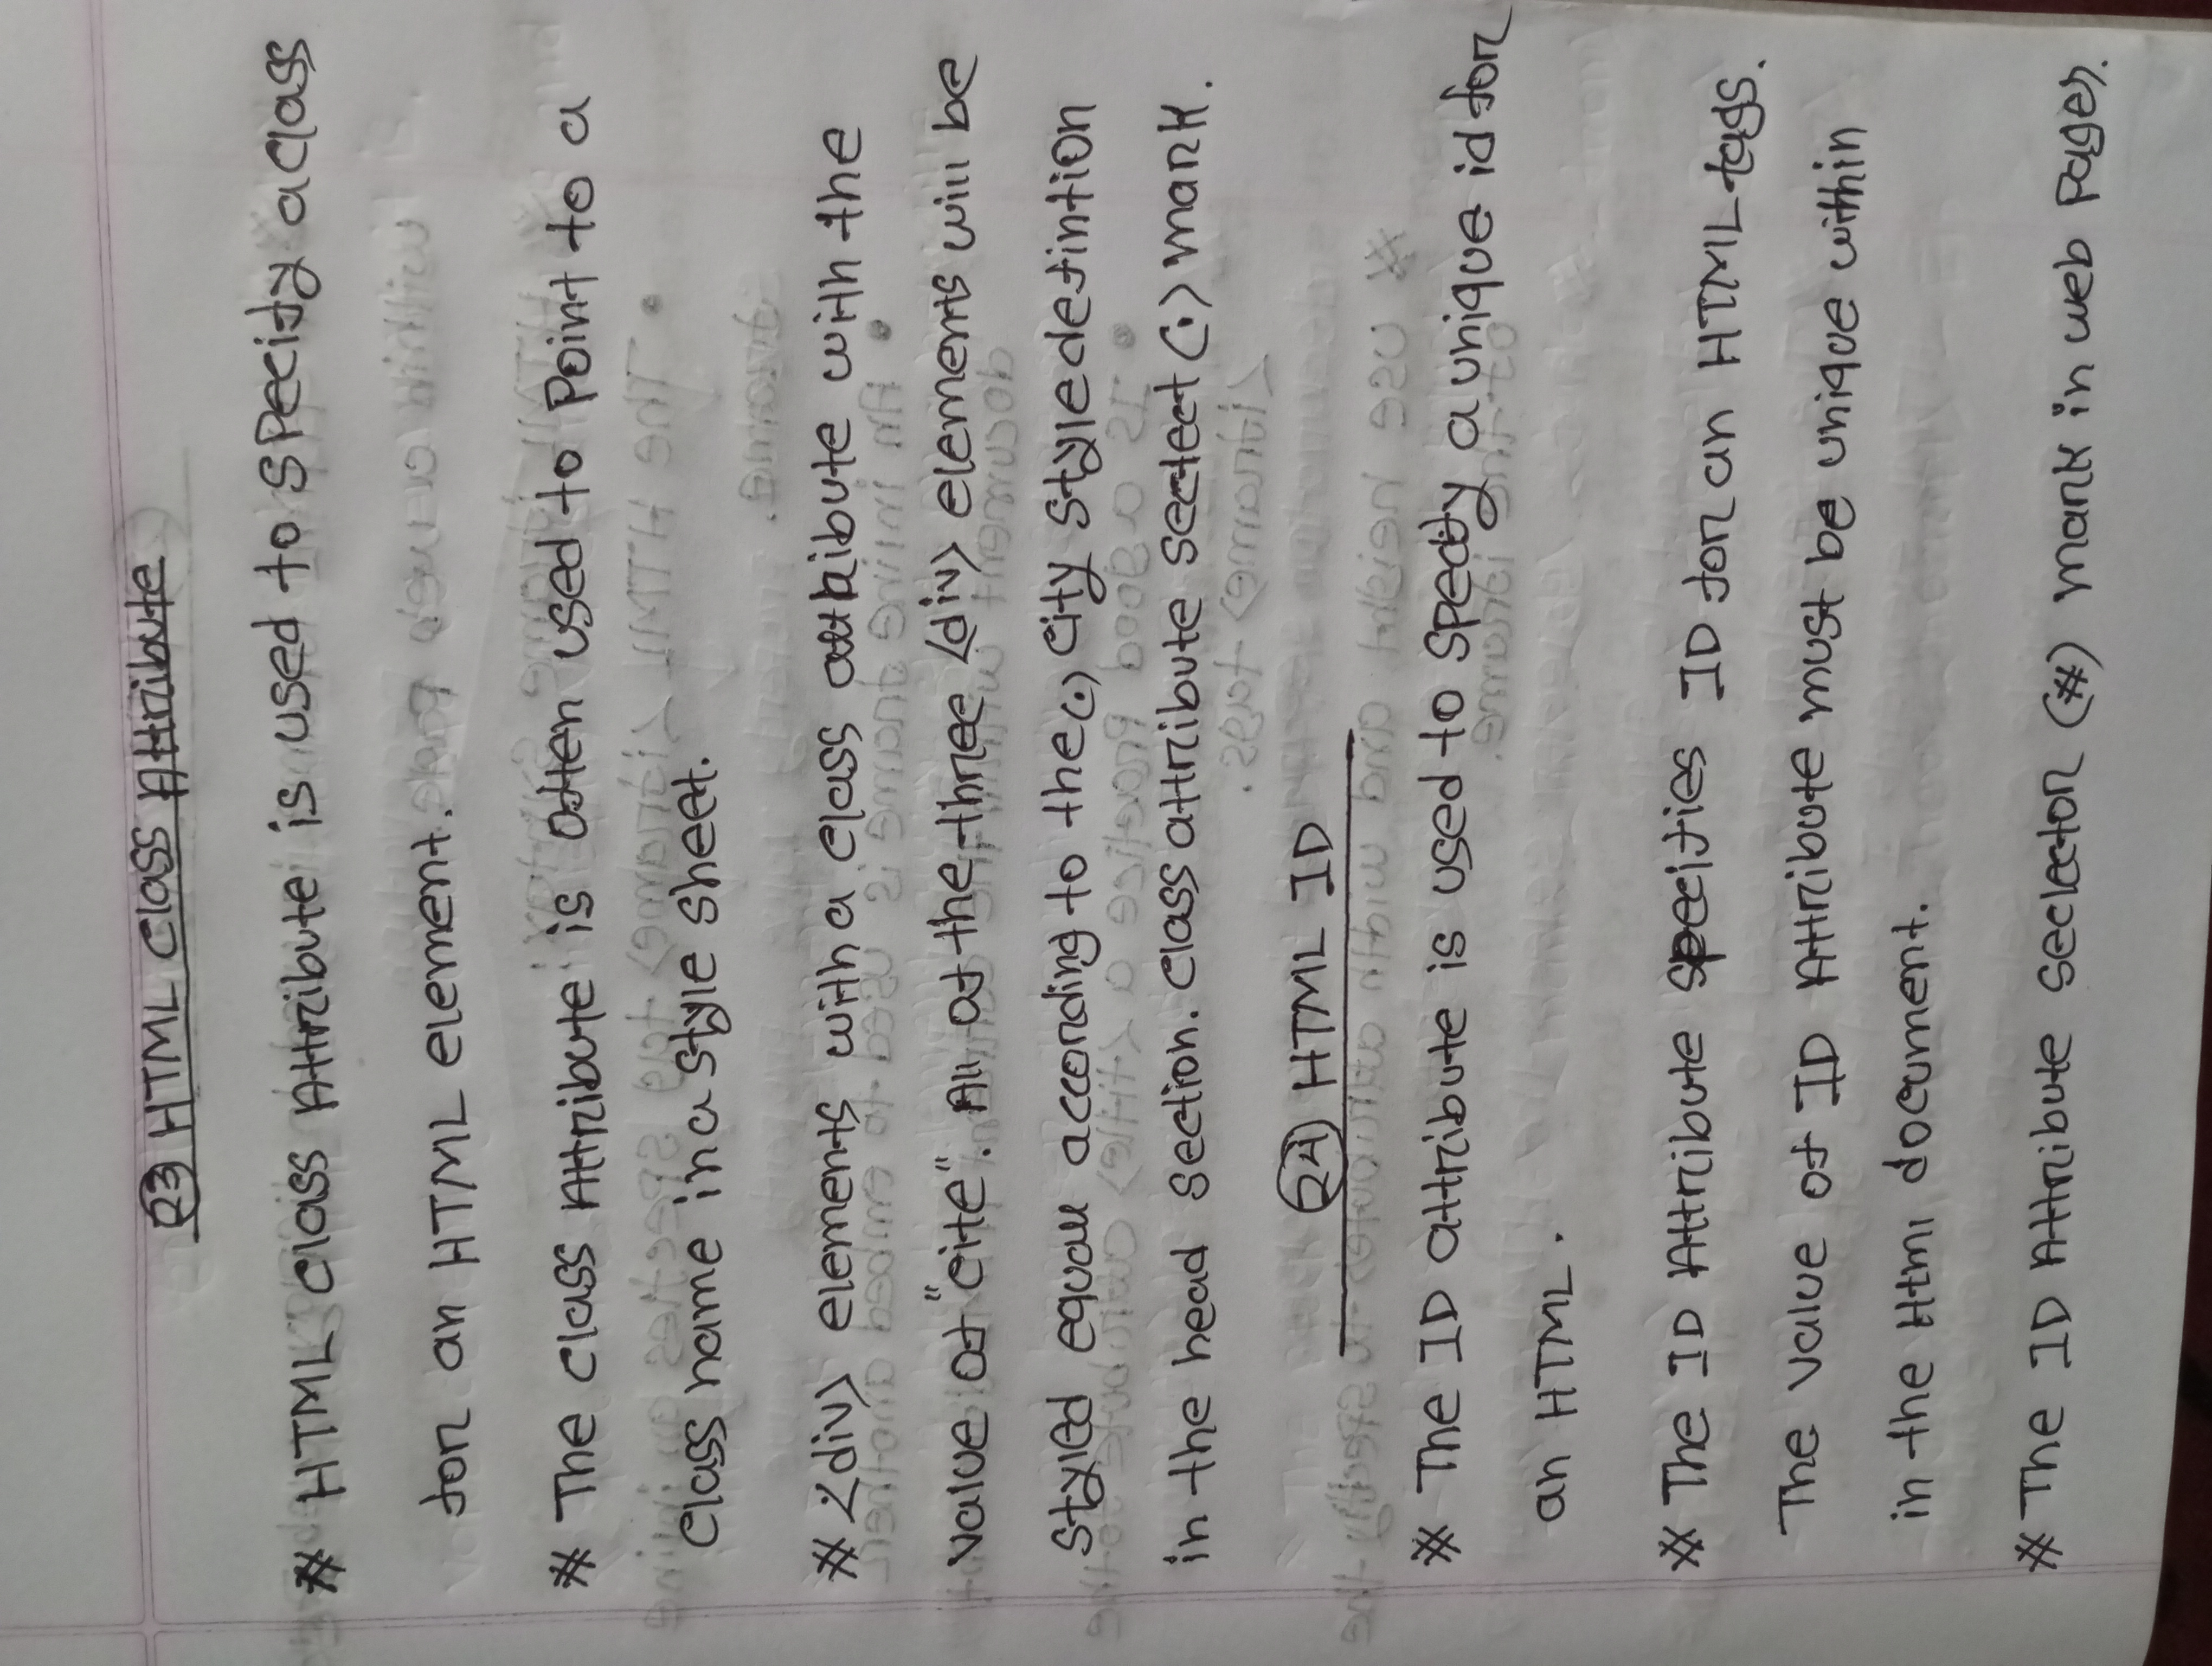 23 HTML Class Attribute
# HTML Class Attribute is used to specify a class
for an HTML element.
# The Class Attribute is often used to Point to a
Class name in a style sheet.
# <div> elements with a class attribute with the
value of "cite". All of the three <div> elements will be
styled equall according to the (.) city style defintion
in the head section. Class attribute sectect (.) mark.
24 HTML ID
# The ID attribute is used to specify a unique id for
an HTML.
# The ID Attribute specifies ID for an HTML tags.
The value of ID Attribute must be unique within
in the Html document.
# The ID Attribute seclector (#) mark in web Pages.